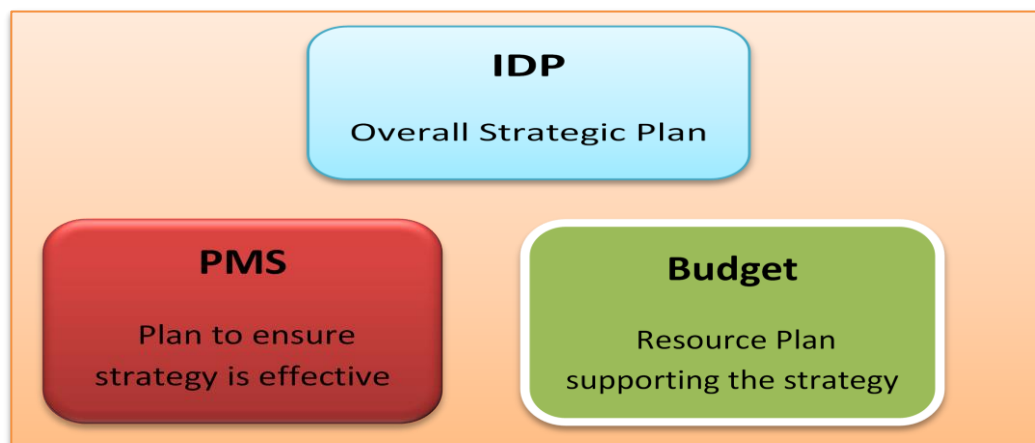 IDP
Overall Strategic Plan
PMS
Plan to ensure
strategy is effective
Budget
Resource Plan
supporting the strategy